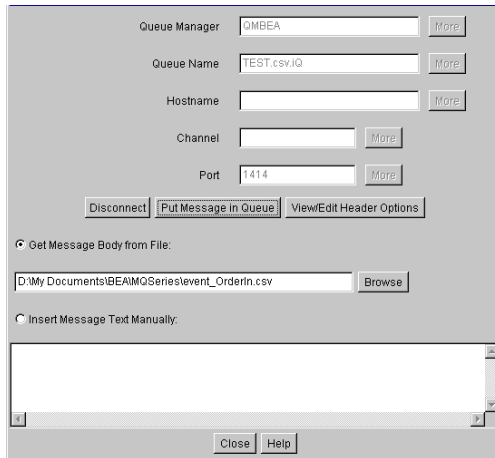 Queue Manager QMBEA More
Queue Name TEST.csv.iQ More
Hostname More
Channel More
Port 1414 More
Disconnect Put Message in Queue View/Edit Header Options
Get Message Body from File:
D:\My Documents\BEA\MQSeries\event_OrderIn.csv Browse
Insert Message Text Manually:
Close Help